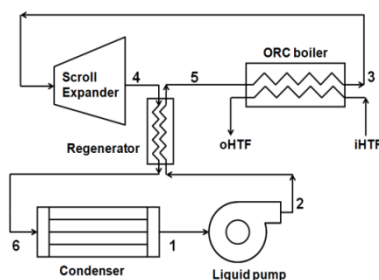 ORC boiler
Scroll
Expander
4
5
3
Regenerator
oHTF
iHTF
2
6
1
Condenser
Liquid pump